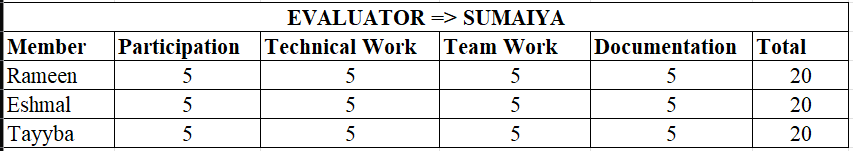 EVALUATOR => SUMAIYA
Member Participation Technical Work Team Work Documentation Total
Rameen 5 5 5 5 20
Eshmal 5 5 5 5 20
Tayyba 5 5 5 5 20